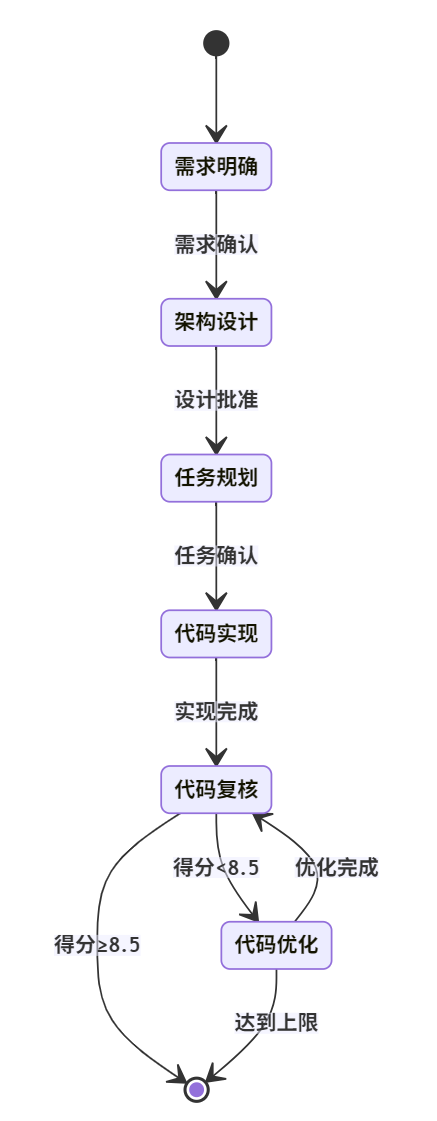 需求明确
需求确认
架构设计
设计批准
任务规划
任务确认
代码实现
实现完成
代码复核
得分<8.5
优化完成
得分≥8.5
代码优化
达到上限